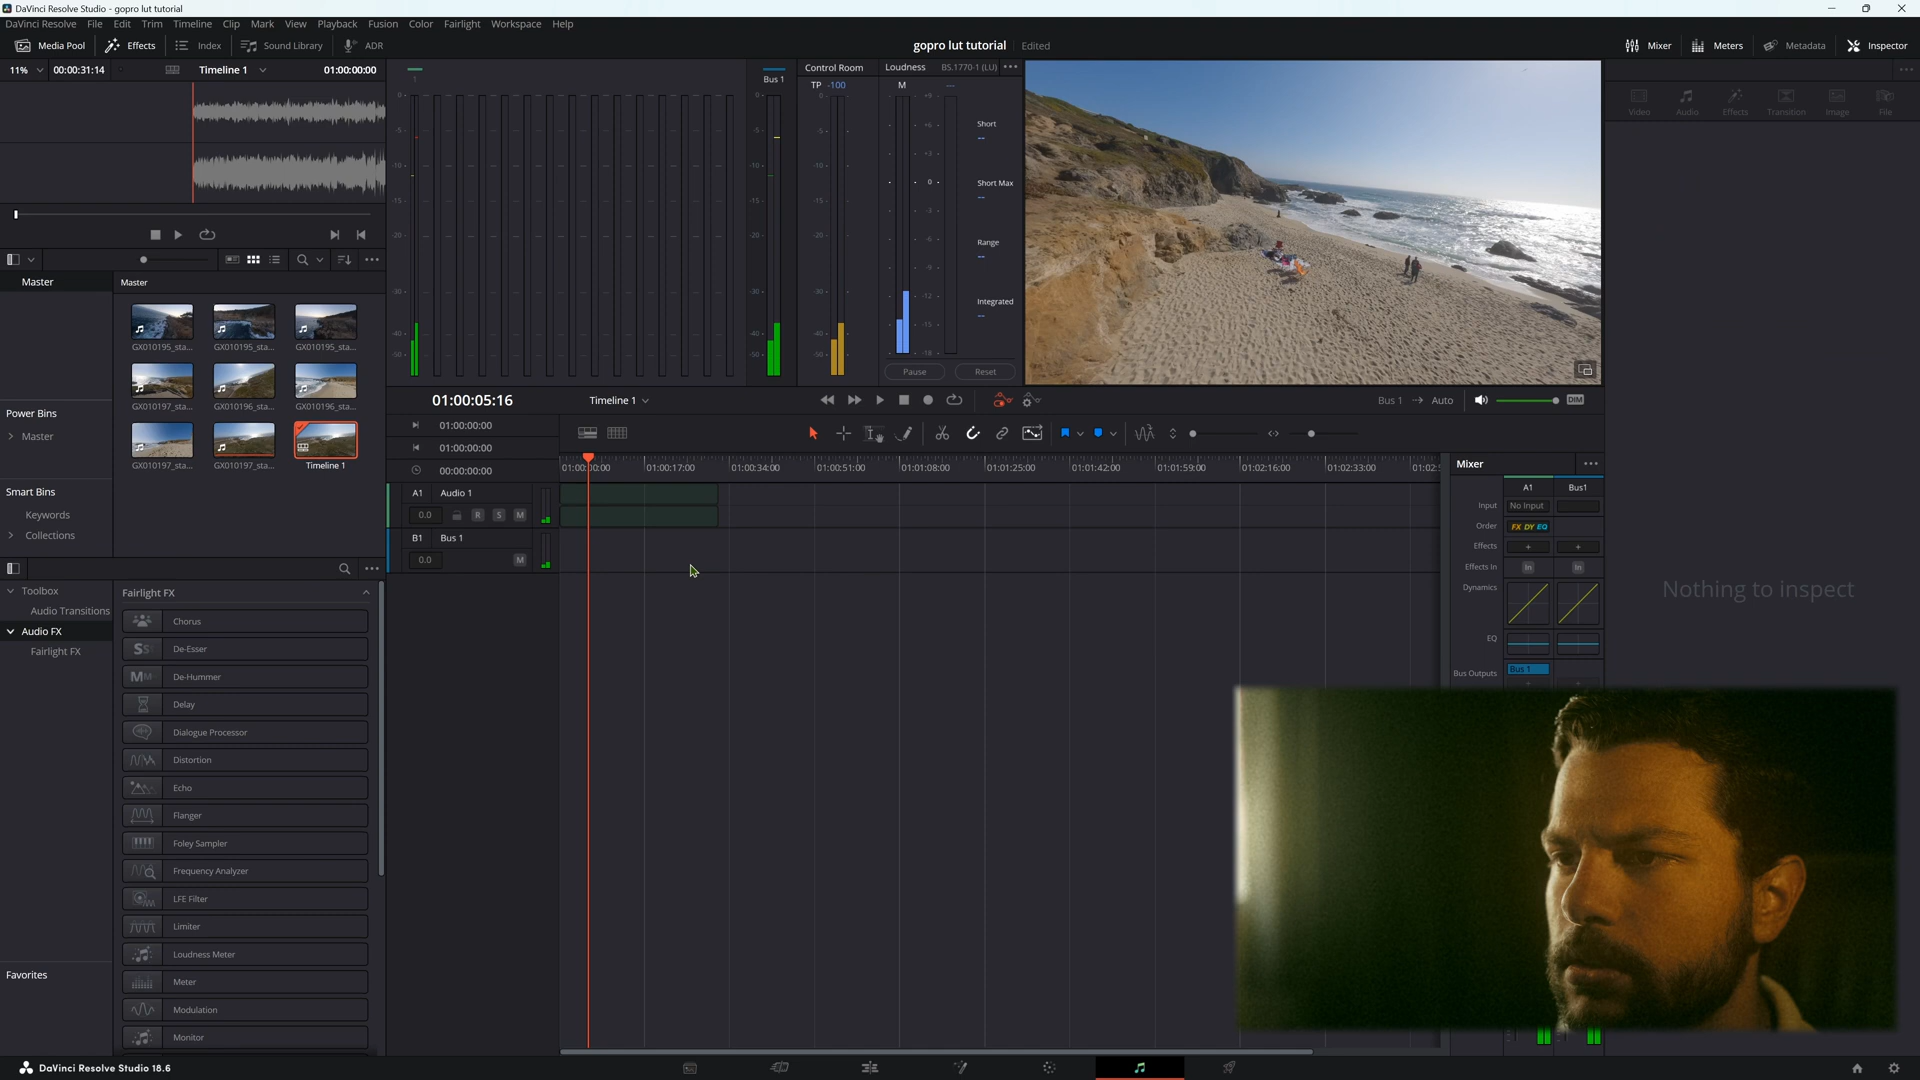 DaVinci Resolve Studio - gopro lut tutorial
DaVinci Resolve File Edit Trim Timeline Clip Mark View Playback Fusion Color Fairlight Workspace Help
Media Pool Effects Index Sound Library ADR
gopro lut tutorial Edited
Mixer Meters Metadata Inspector
11% 00:00:31:14 Timeline 1 01:00:00:00
Bus 1
Control Room
TP -100
Loudness BS.1770-1 (LU)
M
Short
Short Max
Range
Integrated
Pause Reset
Video Audio Effects Transition Image File
Master
Master
GX010195_sta... GX010195_sta... GX010195_sta...
GX010197_sta... GX010196_sta... GX010196_sta...
GX010197_sta... GX010197_sta... Timeline 1
Power Bins
Master
Smart Bins
Keywords
Collections
01:00:05:16 Timeline 1
Bus 1 Auto DIM
01:00:00:00
01:00:00:00
00:00:00:00
01:00:00:00 01:00:17:00 01:00:34:00 01:00:51:00 01:01:08:00 01:01:25:00 01:01:42:00 01:01:59:00 01:02:16:00 01:02:33:00
A1 Audio 1
0.0 R S M
B1 Bus 1
0.0 M
Mixer
A1 Bus1
Input No Input
Order FX DY EQ
Effects + +
Effects In In In
Dynamics
EQ
Bus Outputs Bus 1
Nothing to inspect
Toolbox
Audio Transitions
Audio FX
Fairlight FX
Favorites
Fairlight FX
Chorus
De-Esser
De-Hummer
Delay
Dialogue Processor
Distortion
Echo
Flanger
Foley Sampler
Frequency Analyzer
LFE Filter
Limiter
Loudness Meter
Meter
Modulation
Monitor
DaVinci Resolve Studio 18.6